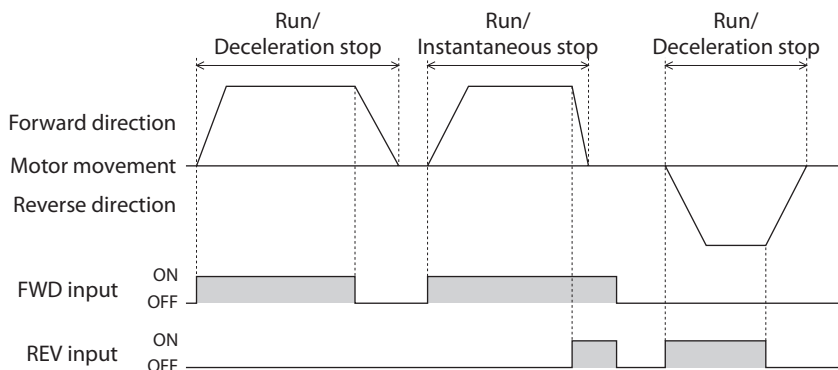 Run/
Deceleration stop
Run/
Instantaneous stop
Run/
Deceleration stop
Forward direction
Motor movement
Reverse direction
FWD input
ON
OFF
REV input
ON
OFF